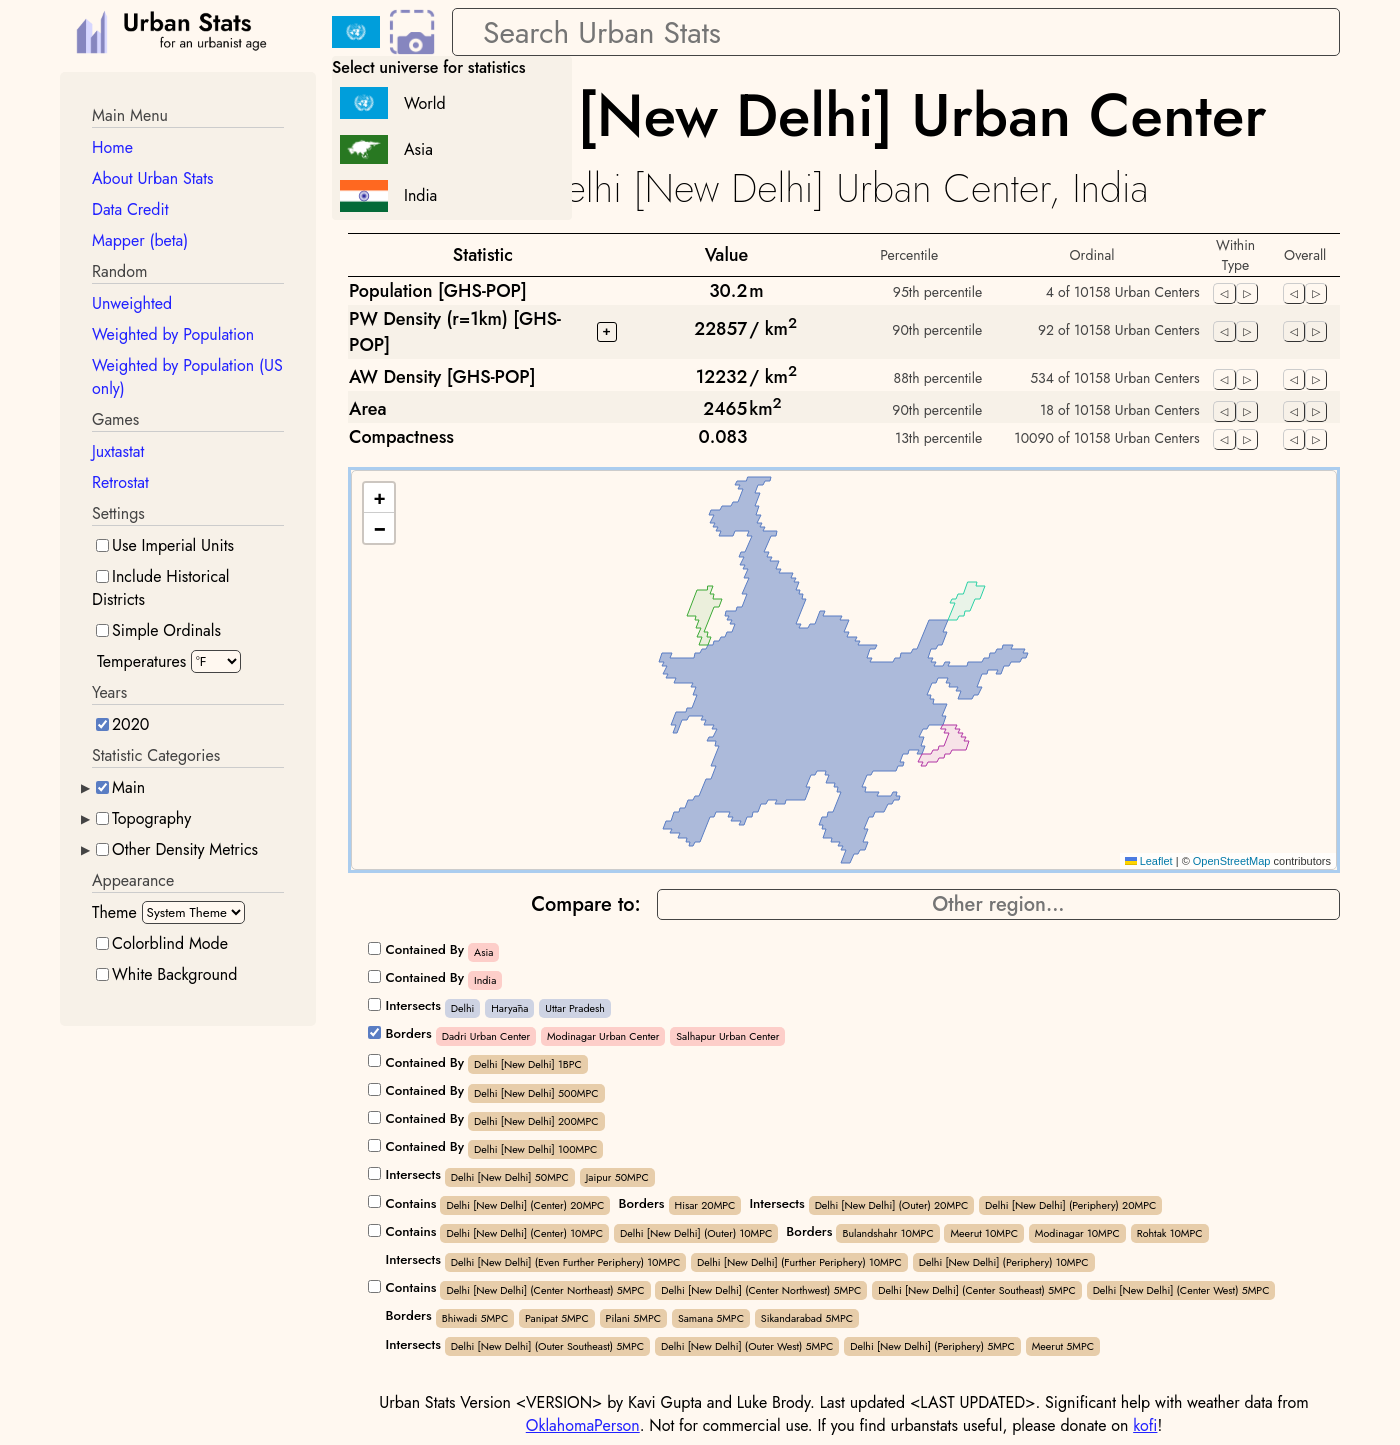 Urban Stats
for an urbanist age
Search Urban Stats
Select universe for statistics
World
Asia
India
[New Delhi] Urban Center
elhi [New Delhi] Urban Center, India
Main Menu
Home
About Urban Stats
Data Credit
Mapper (beta)
Random
Unweighted
Weighted by Population
Weighted by Population (US
only)
Games
Juxtastat
Retrostat
Settings
Use Imperial Units
Include Historical
Districts
Simple Ordinals
Temperatures °F
Years
2020
Statistic Categories
Main
Topography
Other Density Metrics
Appearance
Theme System Theme
Colorblind Mode
White Background
Statistic Value Percentile Ordinal Within Type Overall
Population [GHS-POP] 30.2 m 95th percentile 4 of 10158 Urban Centers
PW Density (r=1km) [GHS-
POP] + 22857 / km² 90th percentile 92 of 10158 Urban Centers
AW Density [GHS-POP] 12232 / km² 88th percentile 534 of 10158 Urban Centers
Area 2465 km² 90th percentile 18 of 10158 Urban Centers
Compactness 0.083 13th percentile 10090 of 10158 Urban Centers
+
−
Leaflet | © OpenStreetMap contributors
Compare to: Other region...
Contained By Asia
Contained By India
Intersects Delhi Haryāna Uttar Pradesh
Borders Dadri Urban Center Modinagar Urban Center Salhapur Urban Center
Contained By Delhi [New Delhi] 1BPC
Contained By Delhi [New Delhi] 500MPC
Contained By Delhi [New Delhi] 200MPC
Contained By Delhi [New Delhi] 100MPC
Intersects Delhi [New Delhi] 50MPC Jaipur 50MPC
Contains Delhi [New Delhi] (Center) 20MPC Borders Hisar 20MPC Intersects Delhi [New Delhi] (Outer) 20MPC Delhi [New Delhi] (Periphery) 20MPC
Contains Delhi [New Delhi] (Center) 10MPC Delhi [New Delhi] (Outer) 10MPC Borders Bulandshahr 10MPC Meerut 10MPC Modinagar 10MPC Rohtak 10MPC
Intersects Delhi [New Delhi] (Even Further Periphery) 10MPC Delhi [New Delhi] (Further Periphery) 10MPC Delhi [New Delhi] (Periphery) 10MPC
Contains Delhi [New Delhi] (Center Northeast) 5MPC Delhi [New Delhi] (Center Northwest) 5MPC Delhi [New Delhi] (Center Southeast) 5MPC Delhi [New Delhi] (Center West) 5MPC
Borders Bhiwadi 5MPC Panipat 5MPC Pilani 5MPC Samana 5MPC Sikandarabad 5MPC
Intersects Delhi [New Delhi] (Outer Southeast) 5MPC Delhi [New Delhi] (Outer West) 5MPC Delhi [New Delhi] (Periphery) 5MPC Meerut 5MPC
Urban Stats Version <VERSION> by Kavi Gupta and Luke Brody. Last updated <LAST UPDATED>. Significant help with weather data from
OklahomaPerson. Not for commercial use. If you find urbanstats useful, please donate on kofi!